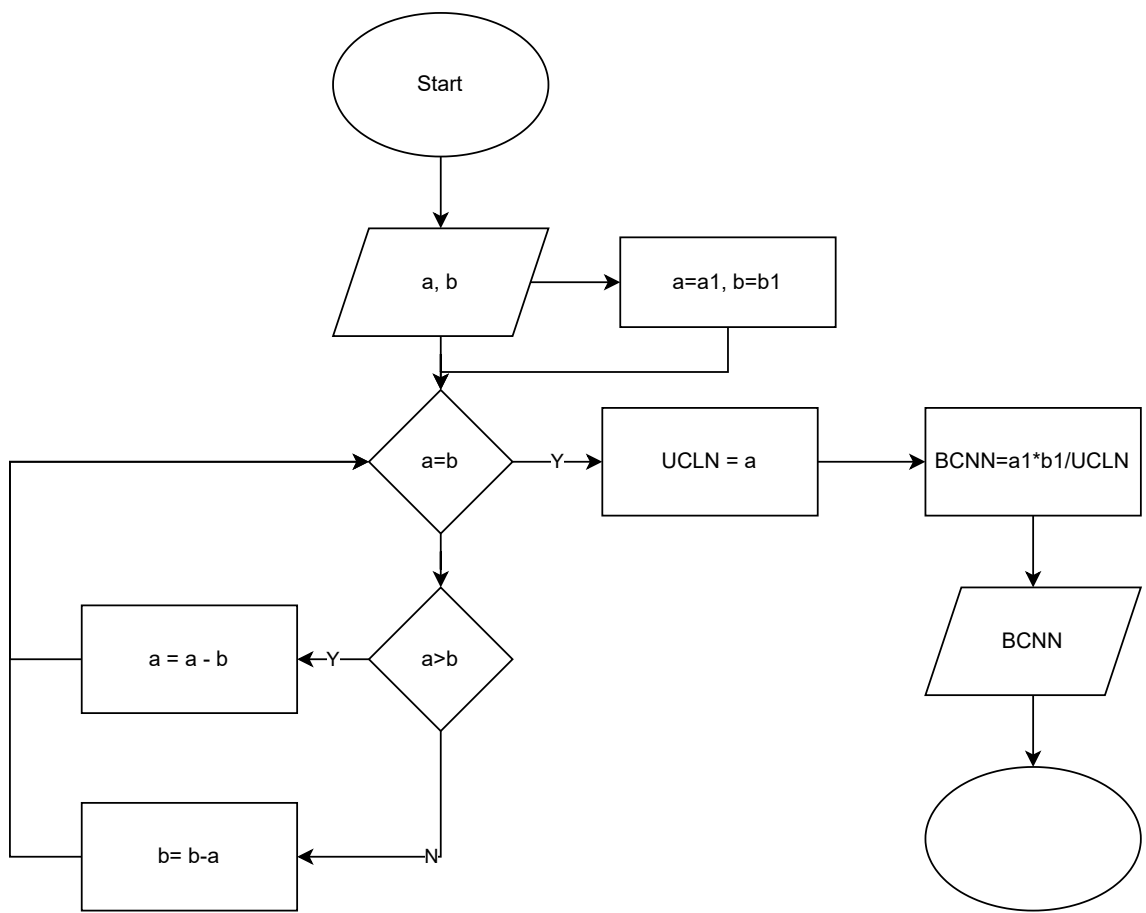 Start
a, b
a=a1, b=b1
a=b
Y
UCLN = a
BCNN=a1*b1/UCLN
a = a - b
Y
a>b
BCNN
b= b-a
N